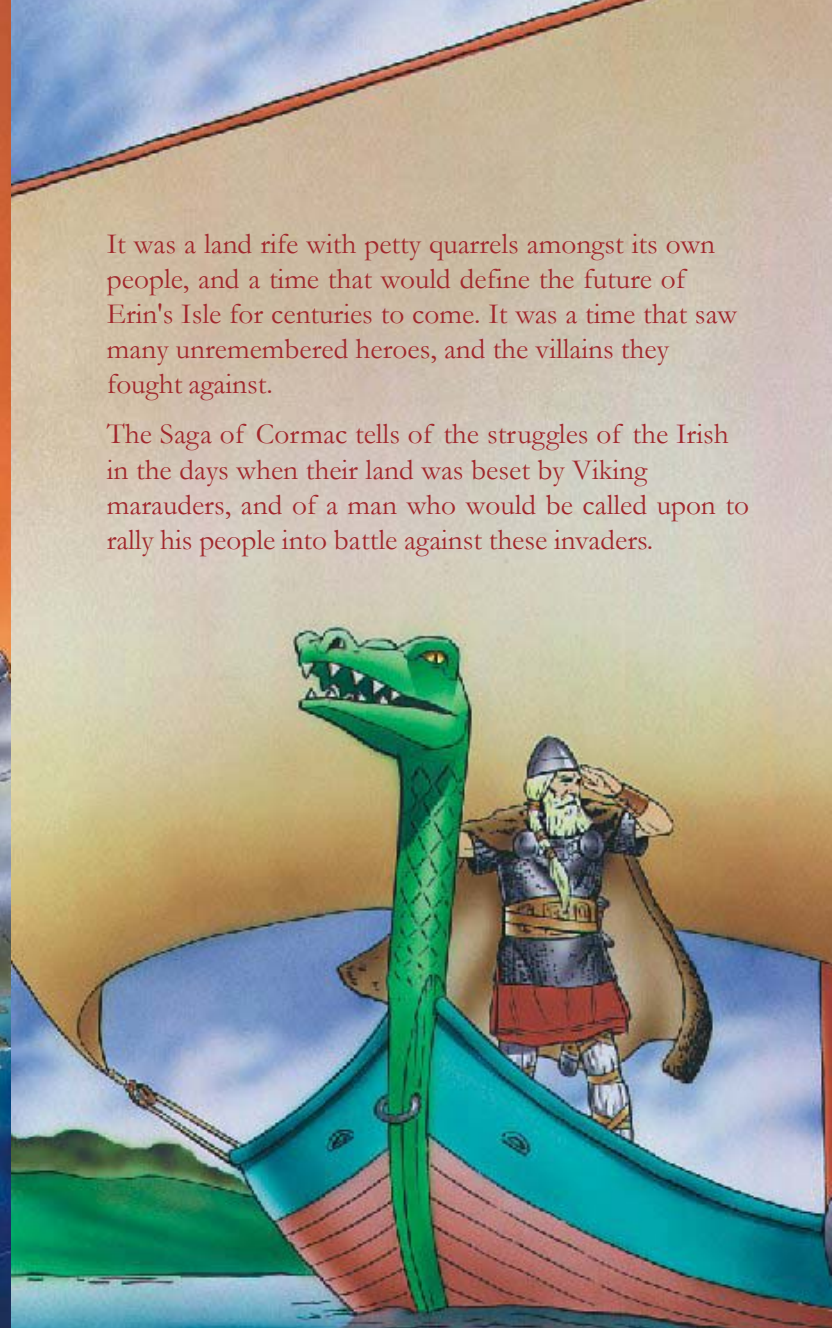 It was a land rife with petty quarrels amongst its own
people, and a time that would define the future of
Erin's Isle for centuries to come. It was a time that saw
many unremembered heroes, and the villains they
fought against.
The Saga of Cormac tells of the struggles of the Irish
in the days when their land was beset by Viking
marauders, and of a man who would be called upon to
rally his people into battle against these invaders.